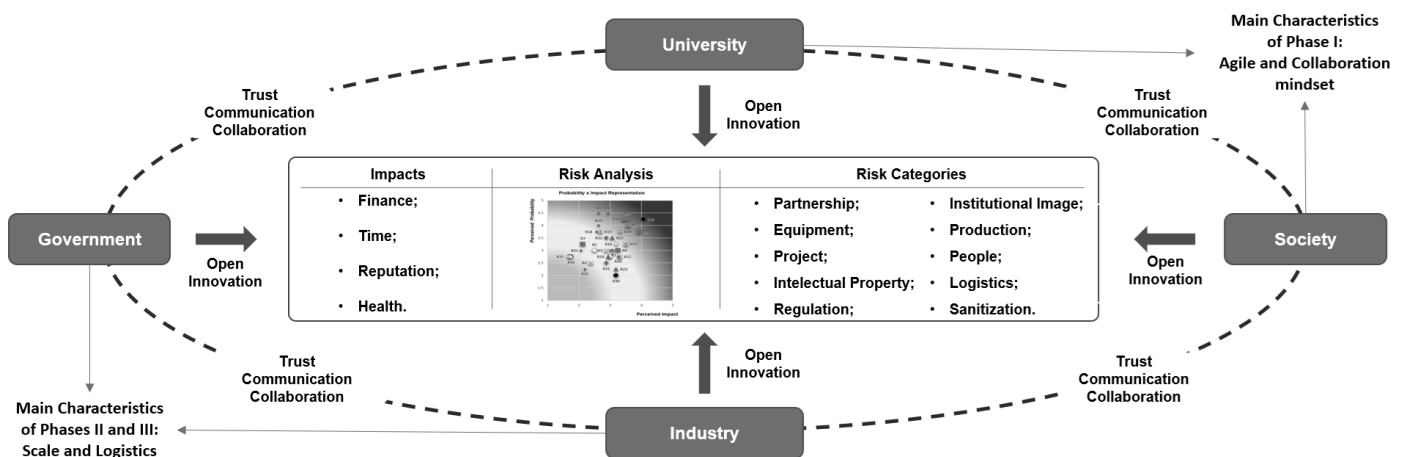 University
Main Characteristics
of Phase I:
Agile and Collaboration
mindset
Trust
Communication
Collaboration
Open
Innovation
Trust
Communication
Collaboration
Impacts
Risk Analysis
Risk Categories
• Finance;
• Time;
• Reputation;
• Health.
Probability x Impact Representation
Perceived Probability
Perceived Impact
• Partnership;
• Equipment;
• Project;
• Intelectual Property;
• Regulation;
• Institutional Image;
• Production;
• People;
• Logistics;
• Sanitization.
Government
Open
Innovation
Society
Open
Innovation
Open
Innovation
Trust
Communication
Collaboration
Trust
Communication
Collaboration
Main Characteristics
of Phases II and III:
Scale and Logistics
Industry